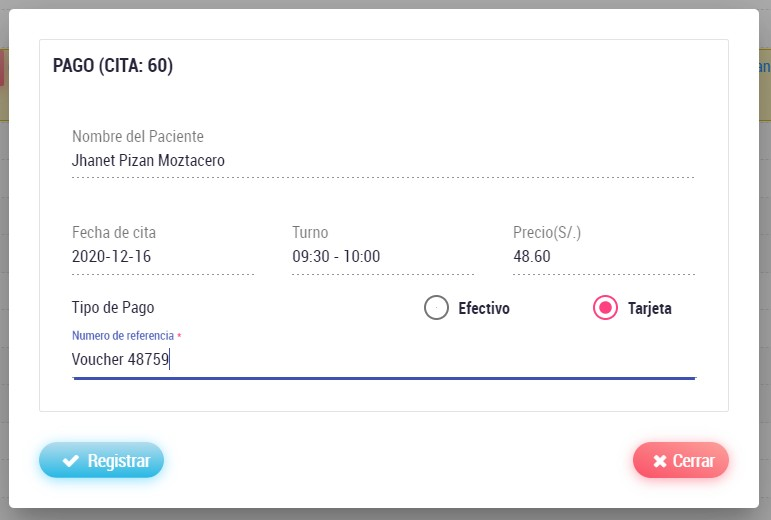 PAGO (CITA: 60)
an
Nombre del Paciente
Jhanet Pizan Moztacero
Fecha de cita Turno Precio(S/.)
2020-12-16 09:30 - 10:00 48.60
Tipo de Pago Efectivo Tarjeta
Numero de referencia *
Voucher 48759
Registrar Cerrar